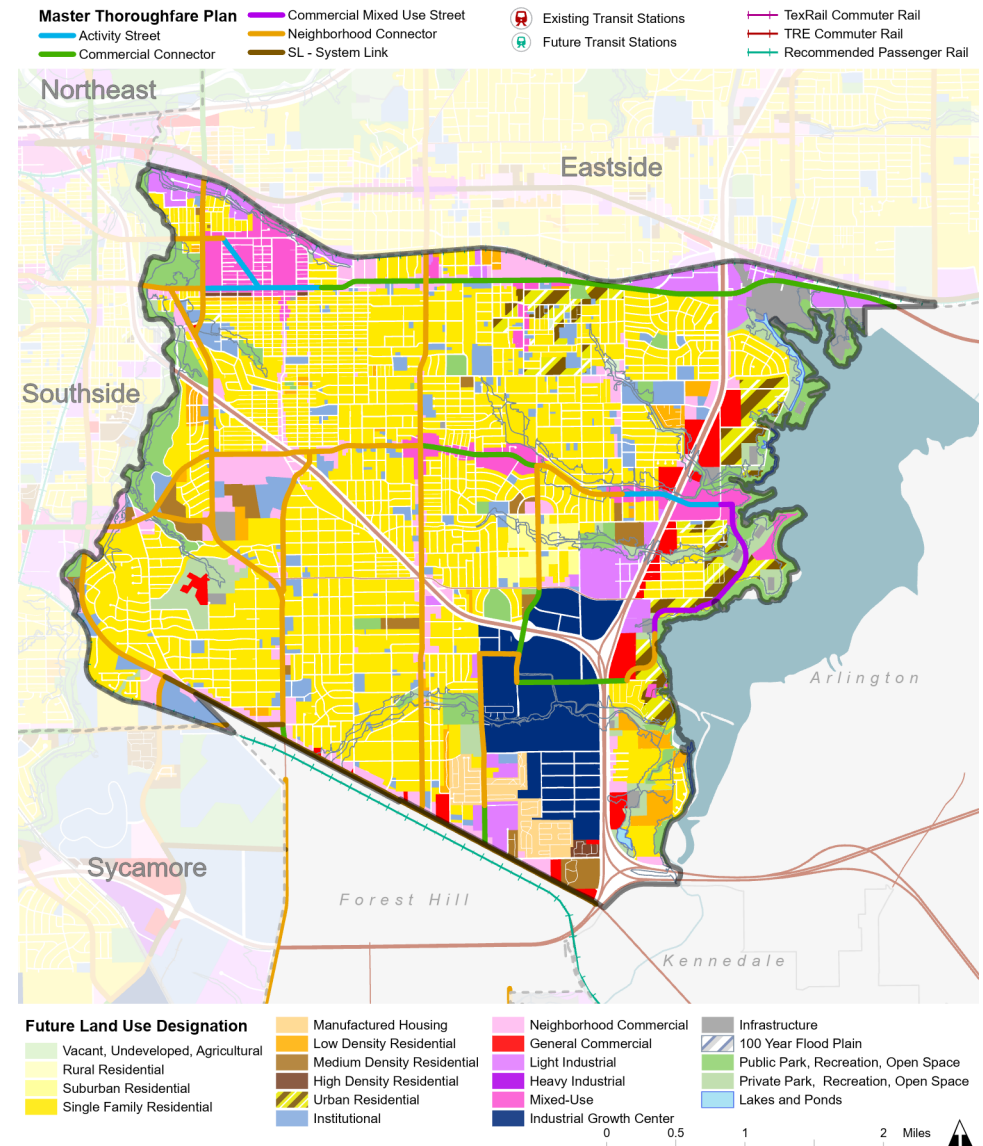 Master Thoroughfare Plan
Activity Street
Commercial Connector
Commercial Mixed Use Street
Neighborhood Connector
SL - System Link
Existing Transit Stations
Future Transit Stations
TexRail Commuter Rail
TRE Commuter Rail
Recommended Passenger Rail
Northeast
Eastside
Southside
Arlington
Sycamore
Forest Hill
Kennedale
Future Land Use Designation
Vacant, Undeveloped, Agricultural
Rural Residential
Suburban Residential
Single Family Residential
Manufactured Housing
Low Density Residential
Medium Density Residential
High Density Residential
Urban Residential
Institutional
Neighborhood Commercial
General Commercial
Light Industrial
Heavy Industrial
Mixed-Use
Industrial Growth Center
Infrastructure
100 Year Flood Plain
Public Park, Recreation, Open Space
Private Park, Recreation, Open Space
Lakes and Ponds
0 0.5 1 2 Miles